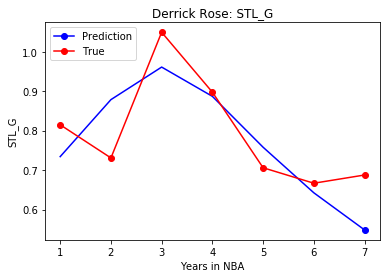 Derrick Rose: STL_G
Prediction
True
STL_G
1.0
0.9
0.8
0.7
0.6
1 2 3 4 5 6 7
Years in NBA